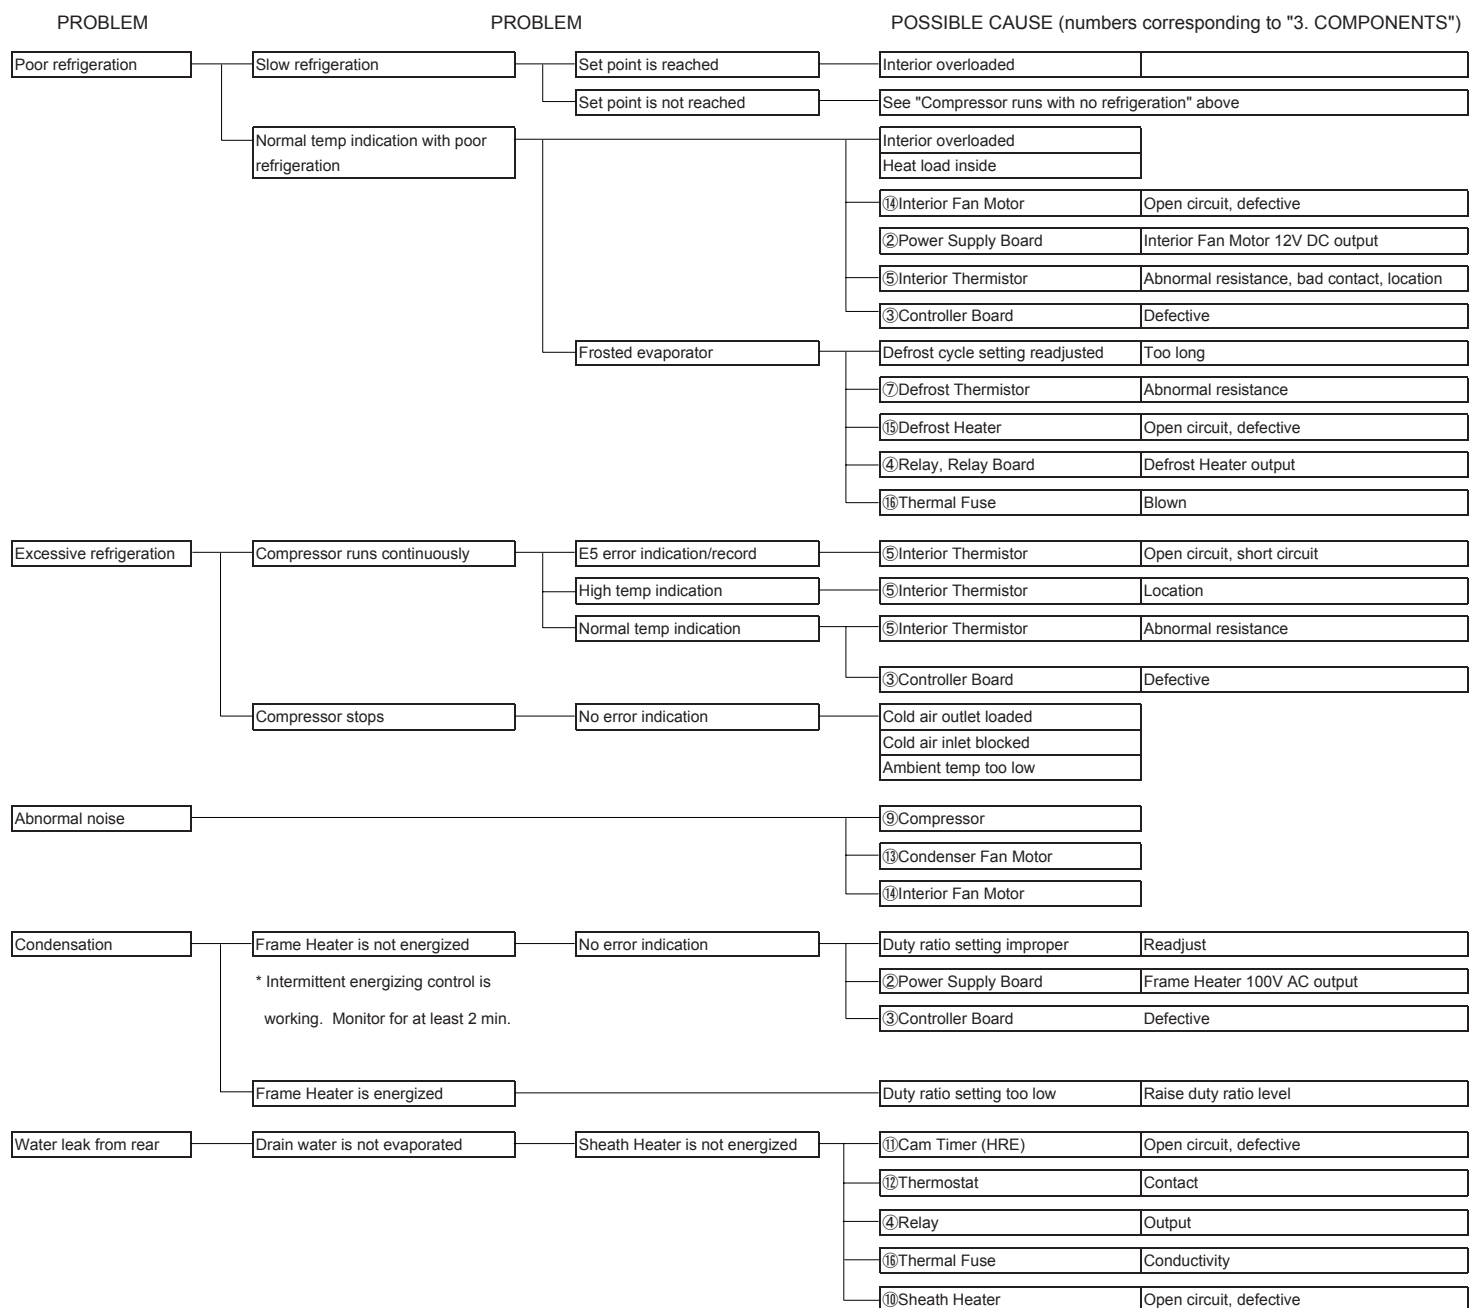 PROBLEM PROBLEM POSSIBLE CAUSE (numbers corresponding to "3. COMPONENTS")
Poor refrigeration Slow refrigeration Set point is reached Interior overloaded
Set point is not reached See "Compressor runs with no refrigeration" above
Normal temp indication with poor Interior overloaded
refrigeration Heat load inside
⑭Interior Fan Motor Open circuit, defective
②Power Supply Board Interior Fan Motor 12V DC output
⑤Interior Thermistor Abnormal resistance, bad contact, location
③Controller Board Defective
Frosted evaporator Defrost cycle setting readjusted Too long
⑦Defrost Thermistor Abnormal resistance
⑮Defrost Heater Open circuit, defective
④Relay, Relay Board Defrost Heater output
⑯Thermal Fuse Blown
Excessive refrigeration Compressor runs continuously E5 error indication/record ⑤Interior Thermistor Open circuit, short circuit
High temp indication ⑤Interior Thermistor Location
Normal temp indication ⑤Interior Thermistor Abnormal resistance
③Controller Board Defective
Compressor stops No error indication Cold air outlet loaded
Cold air inlet blocked
Ambient temp too low
Abnormal noise ⑨Compressor
⑬Condenser Fan Motor
⑭Interior Fan Motor
Condensation Frame Heater is not energized No error indication Duty ratio setting improper Readjust
* Intermittent energizing control is ②Power Supply Board Frame Heater 100V AC output
working. Monitor for at least 2 min. ③Controller Board Defective
Frame Heater is energized Duty ratio setting too low Raise duty ratio level
Water leak from rear Drain water is not evaporated Sheath Heater is not energized ⑪Cam Timer (HRE) Open circuit, defective
⑫Thermostat Contact
④Relay Output
⑯Thermal Fuse Conductivity
⑩Sheath Heater Open circuit, defective